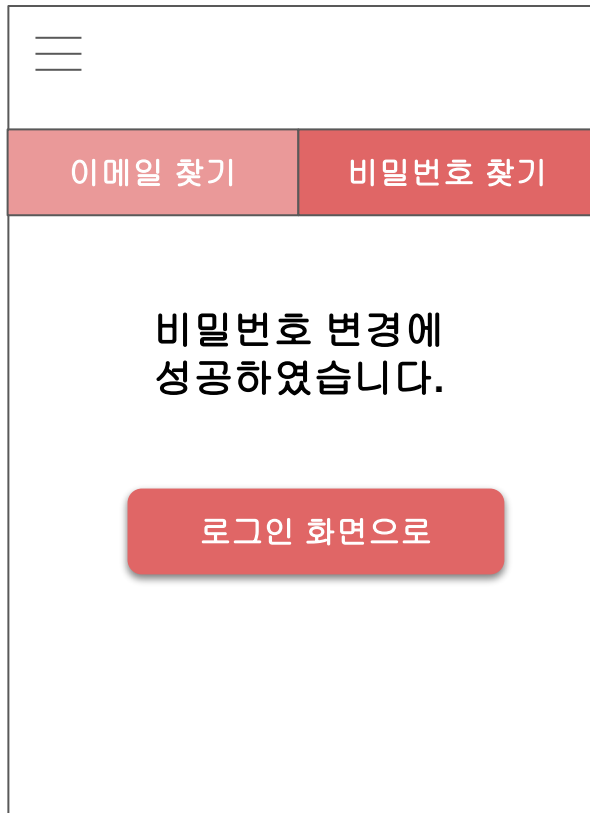 이메일 찾기
비밀번호 찾기
비밀번호 변경에
성공하였습니다.
로그인 화면으로